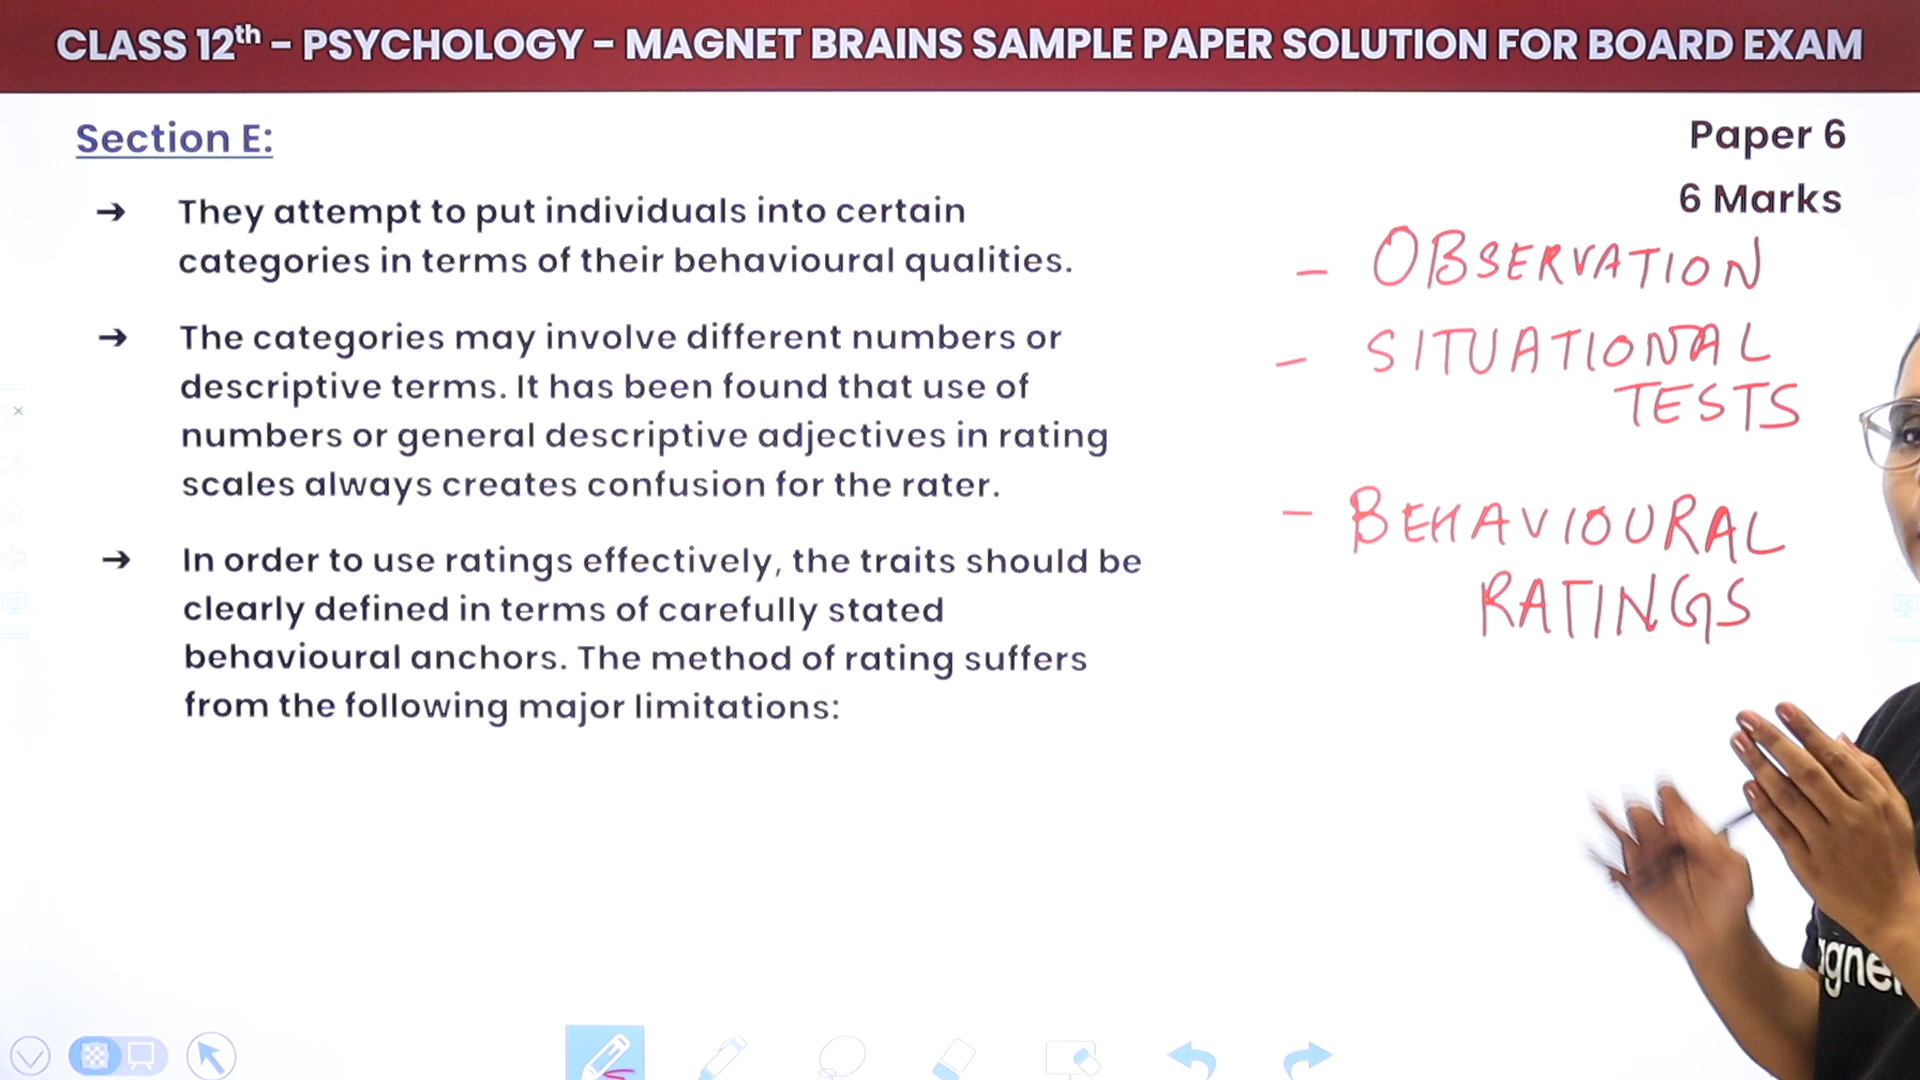 CLASS 12th – PSYCHOLOGY – MAGNET BRAINS SAMPLE PAPER SOLUTION FOR BOARD EXAM
Section E:
Paper 6
6 Marks
→ They attempt to put individuals into certain
categories in terms of their behavioural qualities.
→ The categories may involve different numbers or
descriptive terms. It has been found that use of
numbers or general descriptive adjectives in rating
scales always creates confusion for the rater.
→ In order to use ratings effectively, the traits should be
clearly defined in terms of carefully stated
behavioural anchors. The method of rating suffers
from the following major limitations:
– OBSERVATION
– SITUATIONAL
TESTS
– BEHAVIOURAL
RATINGS